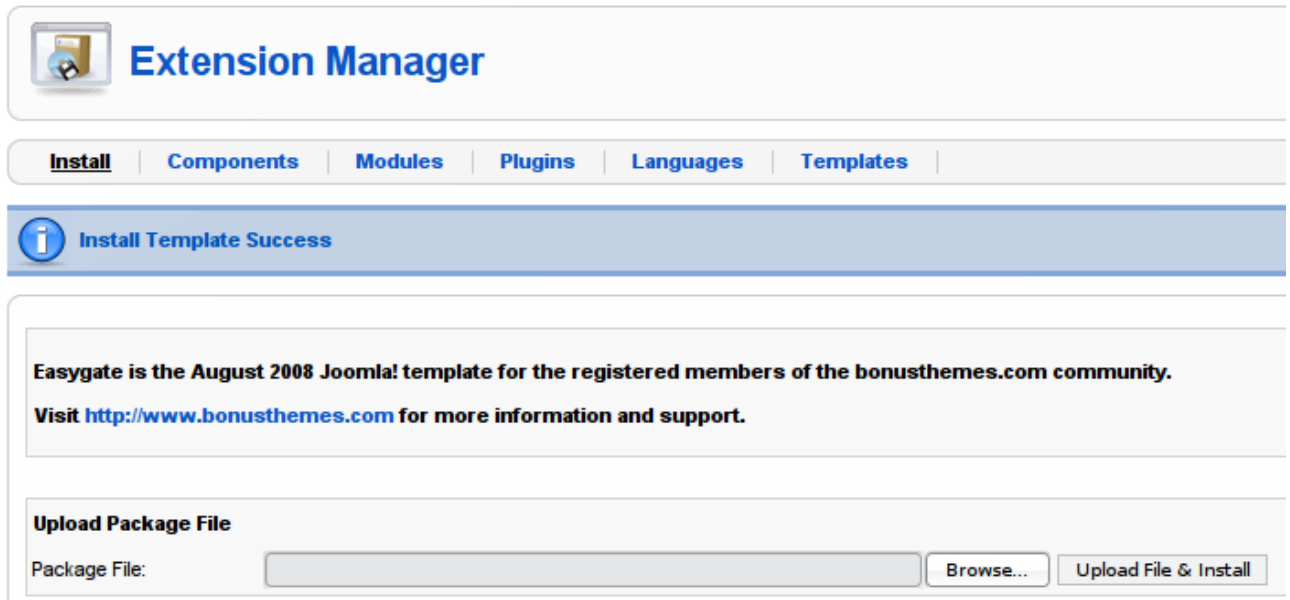 Extension Manager
Install Components Modules Plugins Languages Templates
Install Template Success
Easygate is the August 2008 Joomla! template for the registered members of the bonusthemes.com community.
Visit http://www.bonusthemes.com for more information and support.
Upload Package File
Package File: Browse... Upload File & Install